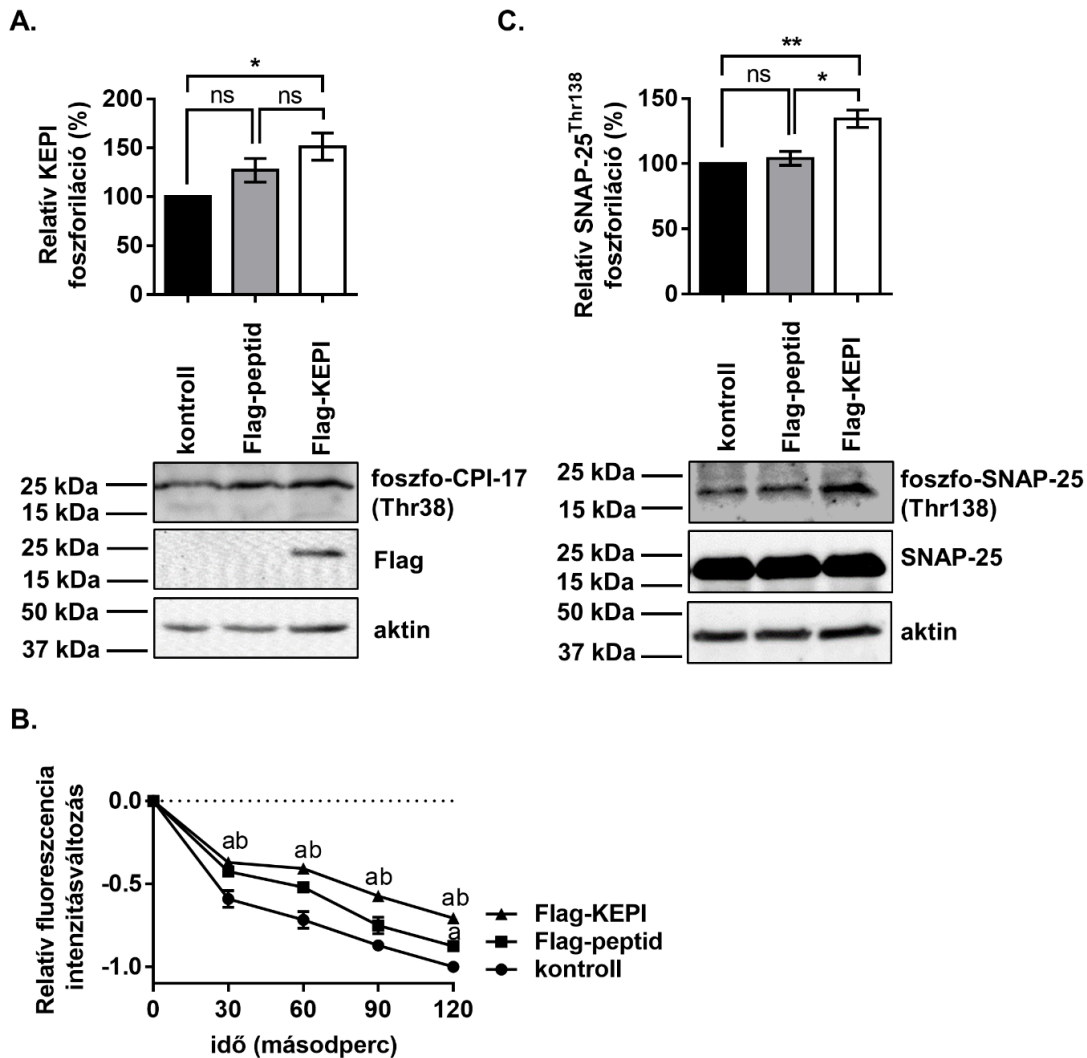 A.
Relatív KEPI
foszforiláció (%)
200
150
100
50
0
*
ns
ns
kontroll
Flag-peptid
Flag-KEPI
25 kDa
15 kDa
foszfo-CPI-17
(Thr38)
25 kDa
15 kDa
Flag
50 kDa
37 kDa
aktin
C.
Relatív SNAP-25Thr138
foszforiláció (%)
150
100
50
0
**
ns
*
kontroll
Flag-peptid
Flag-KEPI
25 kDa
15 kDa
foszfo-SNAP-25
(Thr138)
25 kDa
15 kDa
SNAP-25
50 kDa
37 kDa
aktin
B.
Relatív fluoreszcencia
intenzitásváltozás
0.0
-0.5
-1.0
ab
ab
ab
ab
a
0
30
60
90
120
idő (másodperc)
Flag-KEPI
Flag-peptid
kontroll